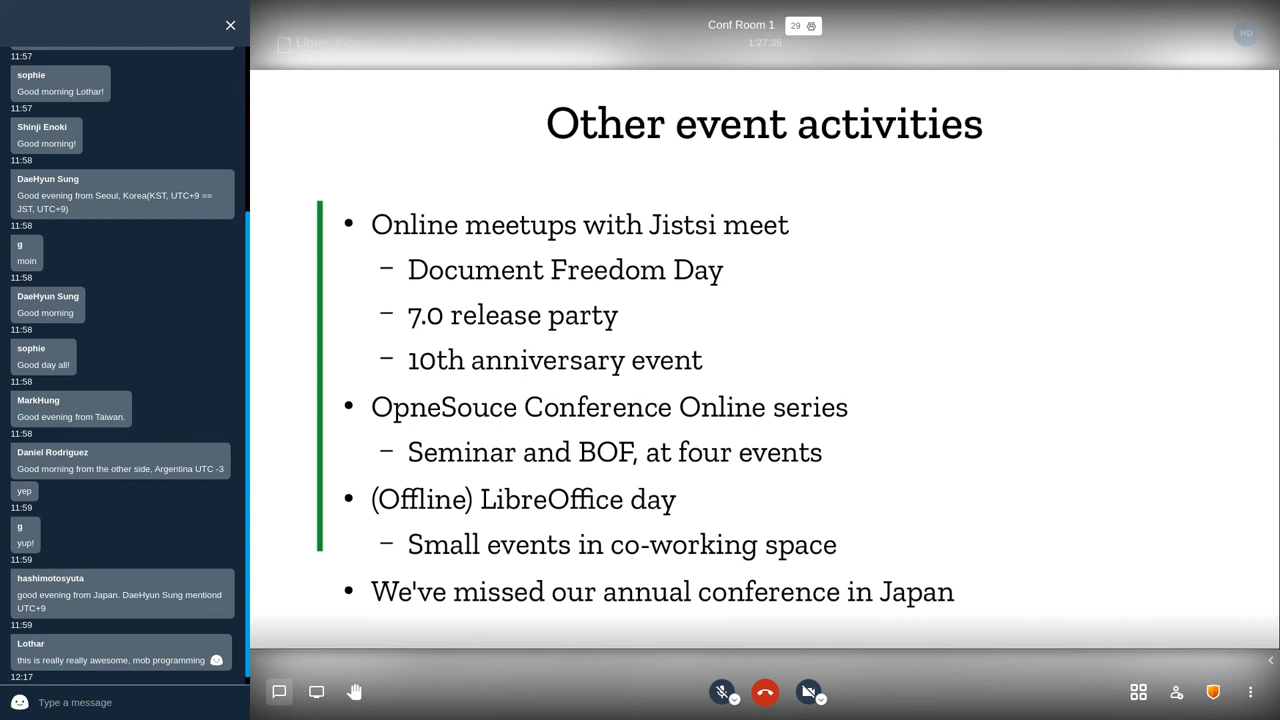 11:57
sophie
Good morning Lothar!
11:57
Shinji Enoki
Good morning!
11:58
DaeHyun Sung
Good evening from Seoul, Korea(KST, UTC+9 ==
JST, UTC+9)
11:58
g
moin
11:58
DaeHyun Sung
Good morning
11:58
sophie
Good day all!
11:58
MarkHung
Good evening from Taiwan.
11:58
Daniel Rodriguez
Good morning from the other side, Argentina UTC -3
yep
11:59
g
yup!
11:59
hashimotosyuta
good evening from Japan. DaeHyun Sung mentiond
UTC+9
11:59
Lothar
this is really really awesome, mob programming
12:17
Type a message
Conf Room 1
29
1:27:35
HD
LibreOffice
Other event activities
• Online meetups with Jistsi meet
– Document Freedom Day
– 7.0 release party
– 10th anniversary event
• OpneSouce Conference Online series
– Seminar and BOF, at four events
• (Offline) LibreOffice day
– Small events in co-working space
• We've missed our annual conference in Japan